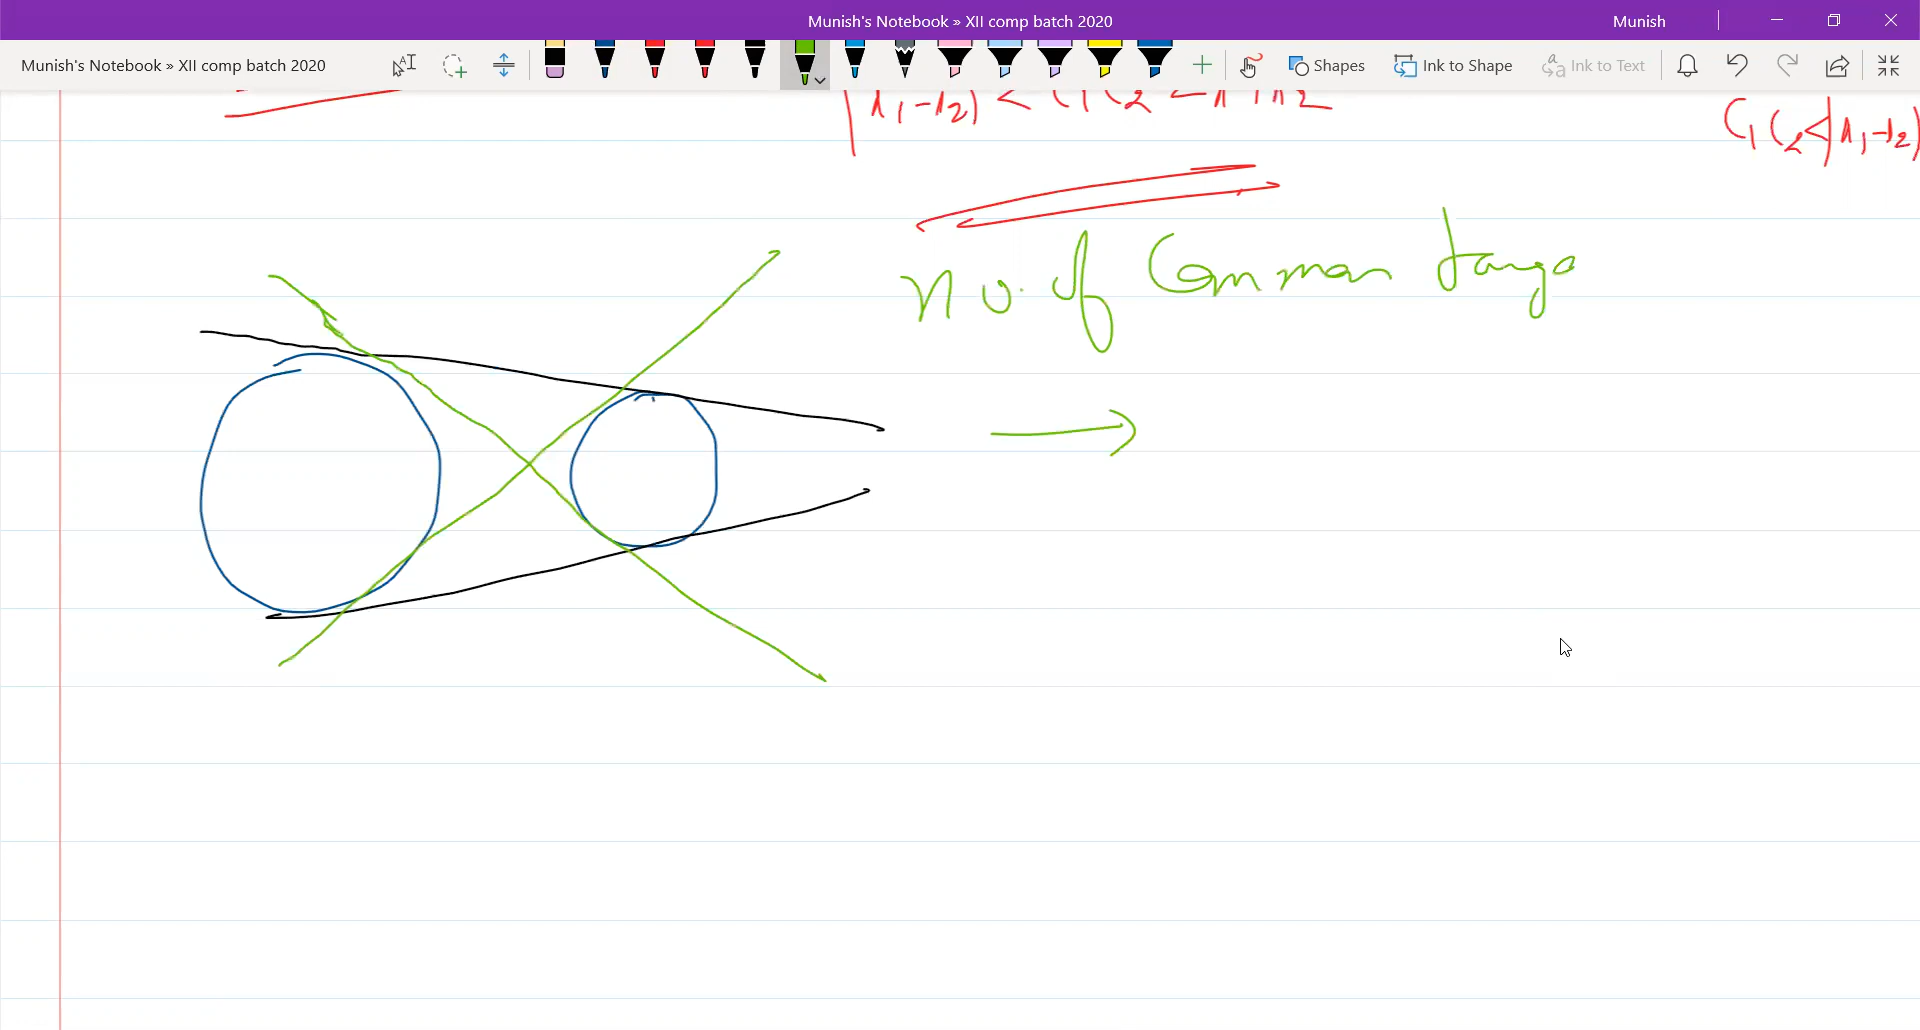 Munish's Notebook » XII comp batch 2020
Munish
Munish's Notebook » XII comp batch 2020
Shapes
Ink to Shape
Ink to Text
C₁C₂<|r₁-r₂|
no. of Common tange